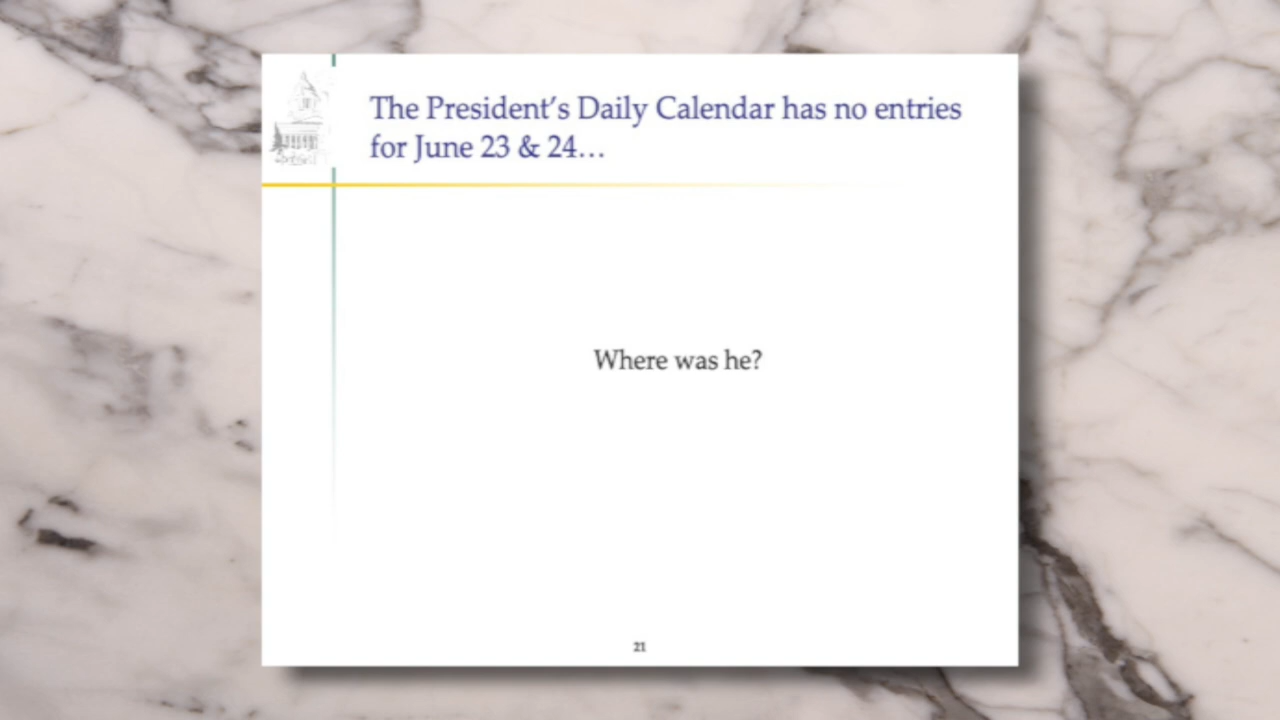 The President’s Daily Calendar has no entries
for June 23 & 24…
Where was he?
21